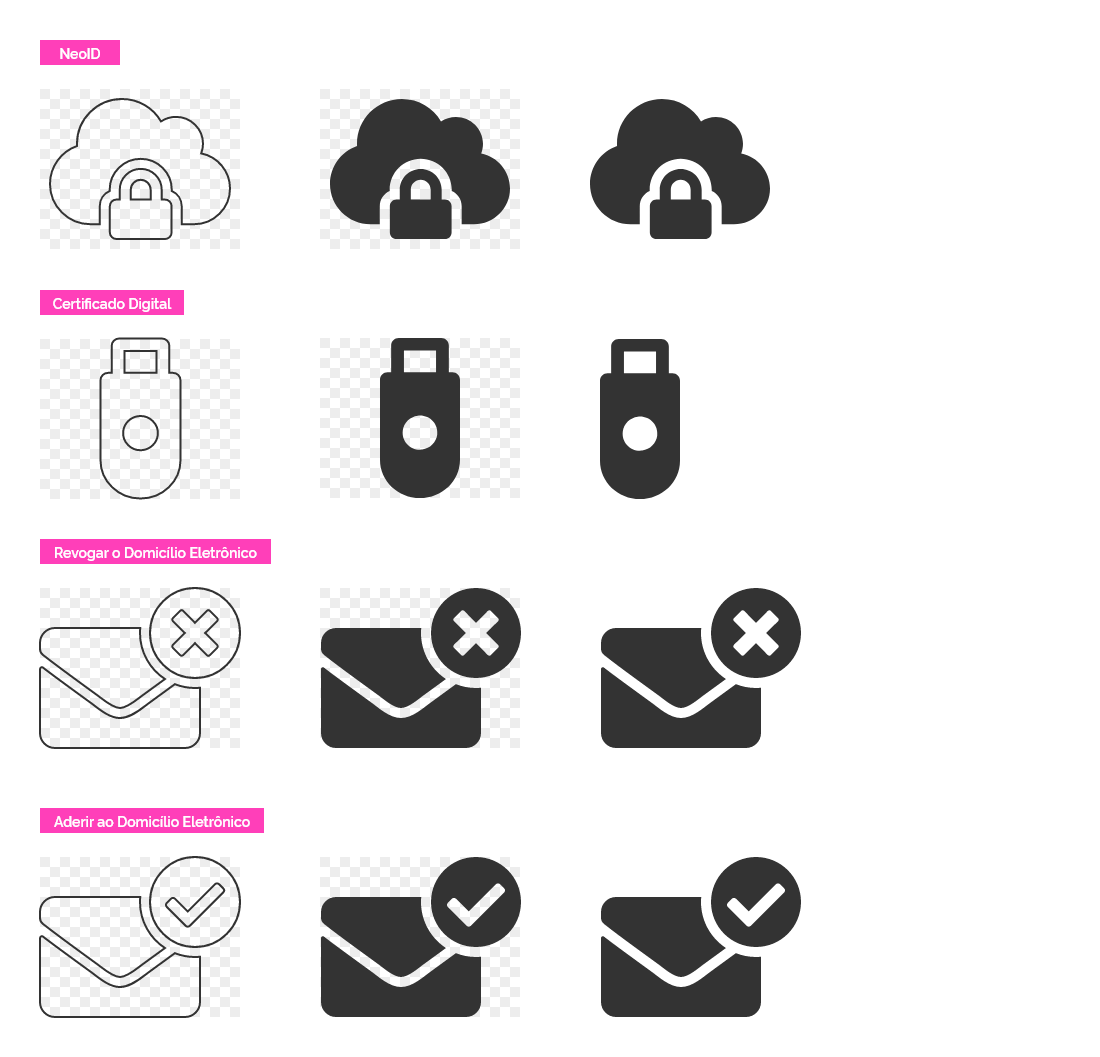 NeoID
Certificado Digital
Revogar o Domicílio Eletrônico
Aderir ao Domicílio Eletrônico